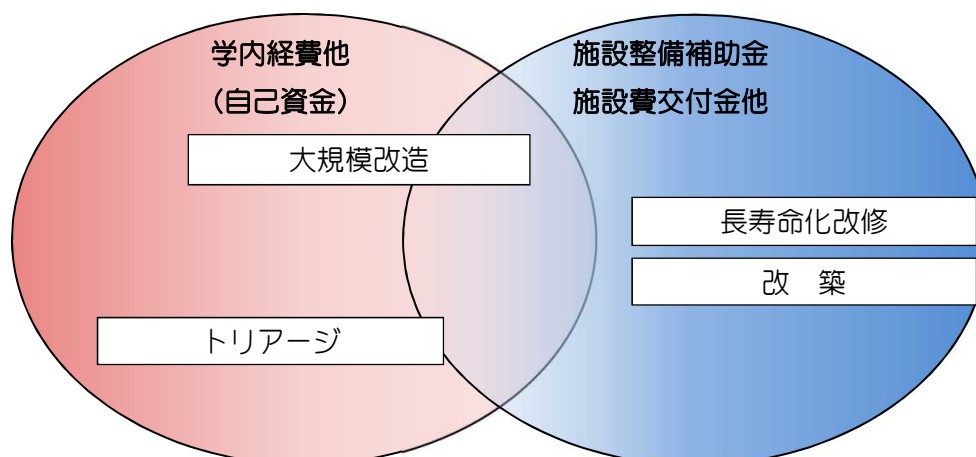 学内経費他
（自己資金）
施設整備補助金
施設費交付金他
大規模改造
長寿命化改修
改　築
トリアージ